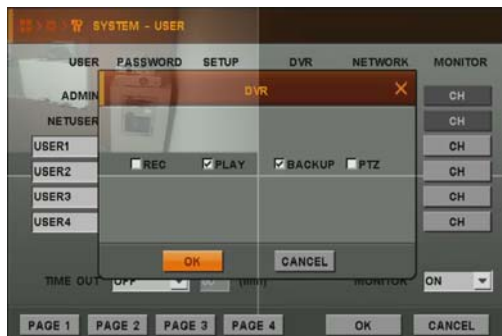 SYSTEM - USER
USER PASSWORD SETUP DVR NETWORK MONITOR
DVR
ADMIN CH
NETUSER CH
USER1 CH
REC PLAY BACKUP PTZ
USER2 CH
USER3 CH
USER4 CH
OK CANCEL
TIME OUT OFF (min) MONITOR ON
PAGE 1 PAGE 2 PAGE 3 PAGE 4 OK CANCEL